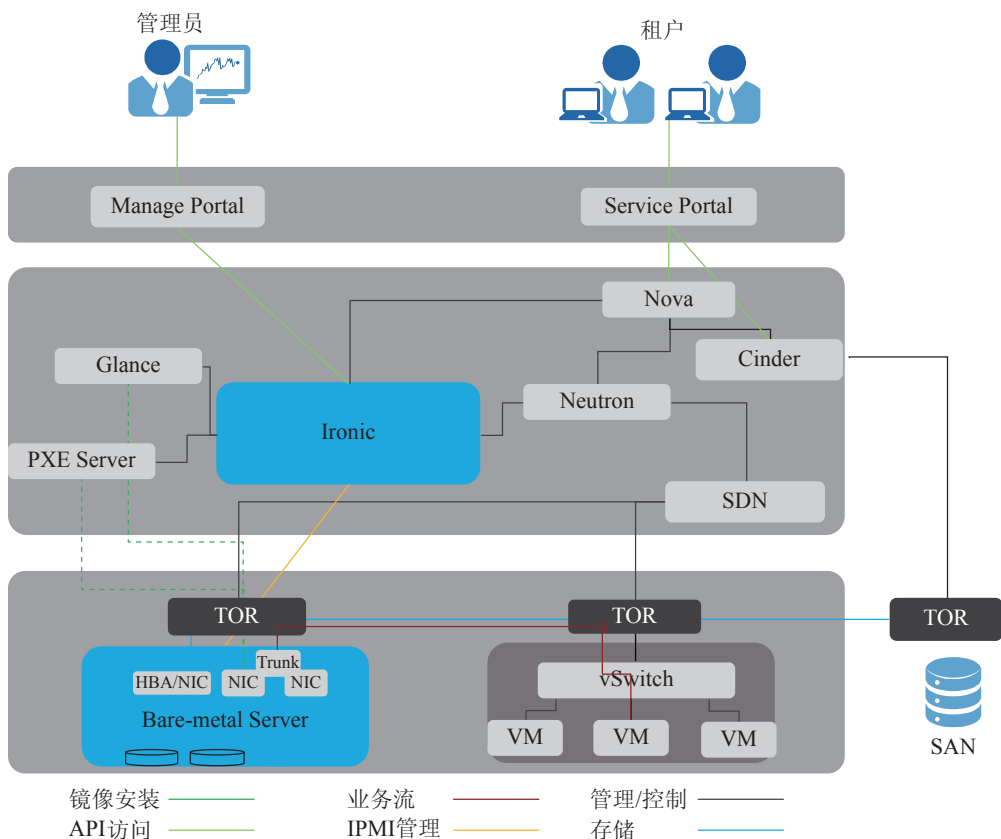 管理员
租户
Manage Portal
Service Portal
Nova
Glance
Cinder
Neutron
Ironic
PXE Server
SDN
TOR
TOR
TOR
Trunk
HBA/NIC
NIC
NIC
vSwitch
Bare-metal Server
VM
VM
VM
SAN
镜像安装
业务流
管理/控制
API访问
IPMI管理
存储